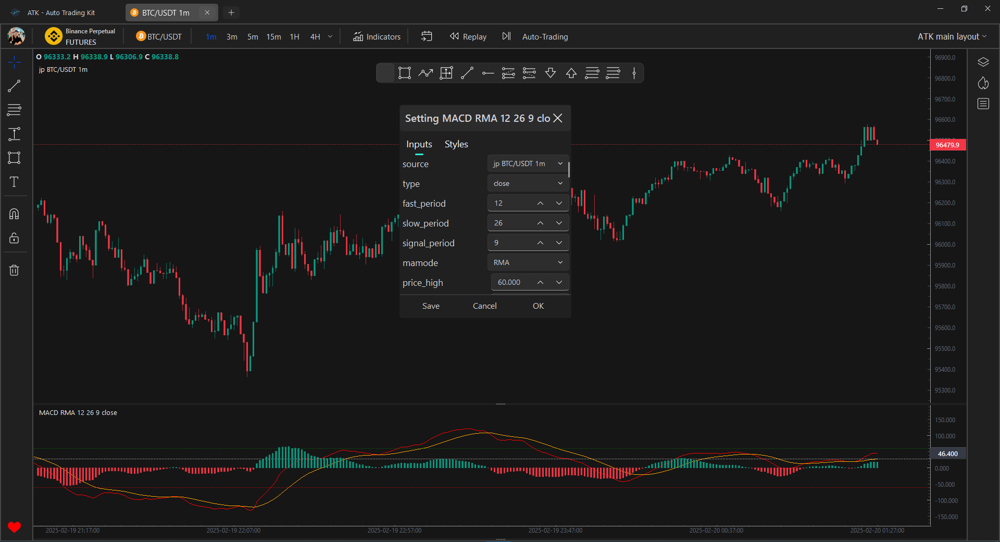 ATK - Auto Trading Kit
BTC/USDT 1m
Binance Perpetual
FUTURES
BTC/USDT
1m 3m 5m 15m 1H 4H
Indicators
Replay
Auto-Trading
ATK main layout
O 96333.2 H 96338.9 L 96306.9 C 96338.8
jp BTC/USDT 1m
Setting MACD RMA 12 26 9 clo
Inputs Styles
source jp BTC/USDT 1m
type close
fast_period 12
slow_period 26
signal_period 9
mamode RMA
price_high 60.000
Save Cancel OK
T
96900.0
96800.0
96700.0
96600.0
96479.9
96400.0
96300.0
96200.0
96100.0
96000.0
95900.0
95800.0
95700.0
95600.0
95500.0
95400.0
95300.0
MACD RMA 12 26 9 close
150.000
100.000
46.400
0.000
-50.000
-100.000
-150.000
2025-02-19 21:17:00
2025-02-19 22:07:00
2025-02-19 22:57:00
2025-02-19 23:47:00
2025-02-20 00:37:00
2025-02-20 01:27:00